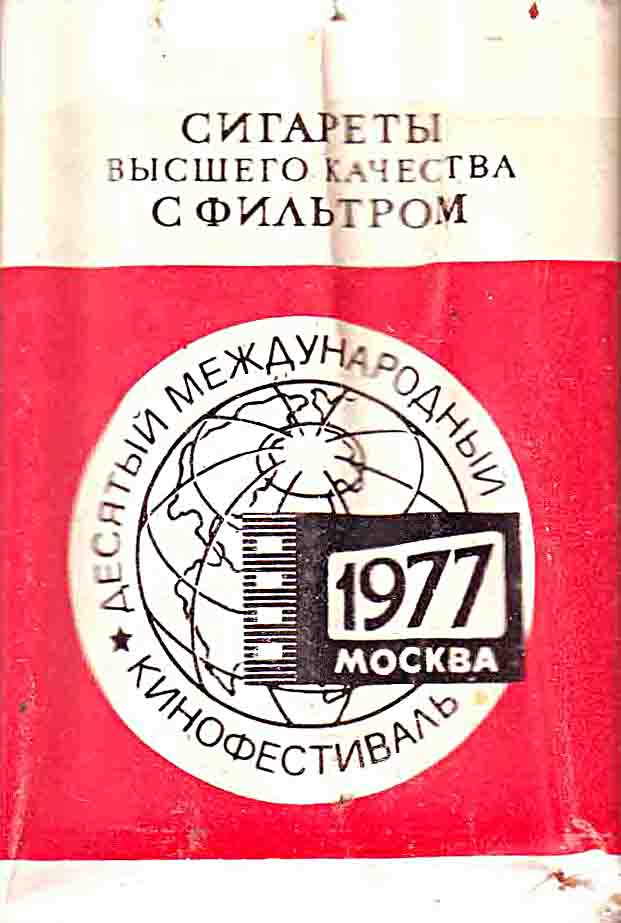 СИГАРЕТЫ
ВЫСШЕГО КАЧЕСТВА
С ФИЛЬТРОМ
ДЕСЯТЫЙ МЕЖДУНАРОДНЫЙ
КИНОФЕСТИВАЛЬ
1977
МОСКВА